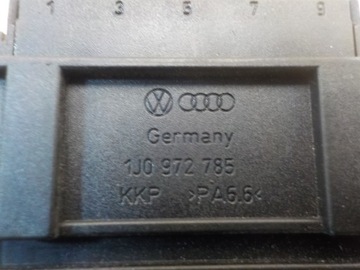 1 3 5 7 9
Germany
1J0 972 785
KKP >PA6.6<